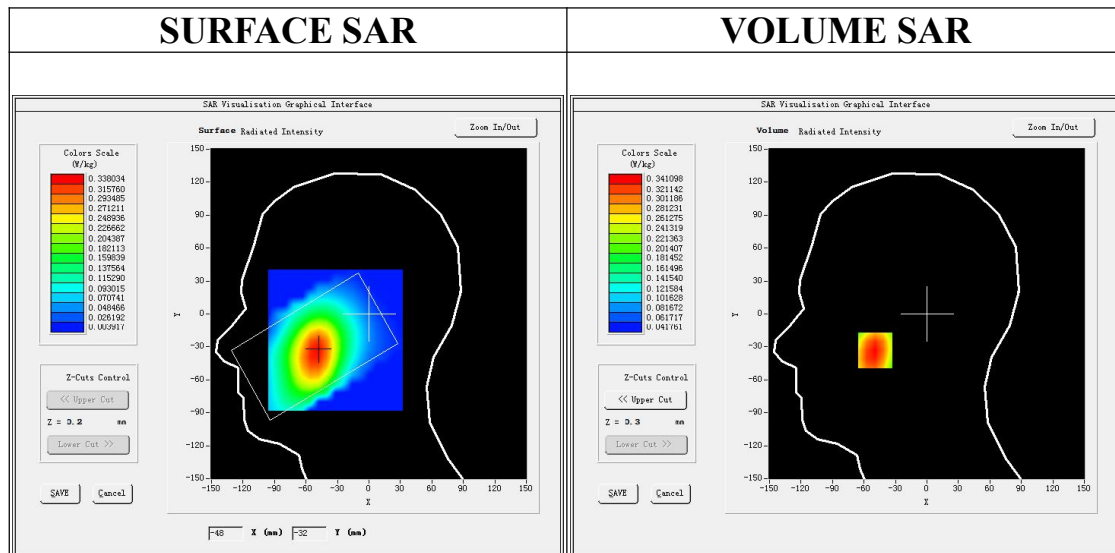 SURFACE SAR
VOLUME SAR
SAR Visualisation Graphical Interface
Surface Radiated Intensity
Zoom In/Out
Colors Scale
(W/kg)
0.338034
0.315760
0.293485
0.271211
0.248936
0.226662
0.204387
0.182113
0.159839
0.137564
0.115290
0.093015
0.070741
0.048466
0.026192
0.003917
Z-Cuts Control
<< Upper Cut
Z = 0.2 mm
Lower Cut >>
SAVE Cancel
150
120
90
60
30
0
-30
-60
-90
-120
-150
Y
-150 -120 -90 -60 -30 0 30 60 90 120 150
X
-48 X (mm) -32 Y (mm)
SAR Visualisation Graphical Interface
Volume Radiated Intensity
Zoom In/Out
Colors Scale
(W/kg)
0.341098
0.321142
0.301186
0.281231
0.261275
0.241319
0.221363
0.201407
0.181452
0.161496
0.141540
0.121584
0.101628
0.081672
0.061717
0.041761
Z-Cuts Control
<< Upper Cut
Z = 0.3 mm
Lower Cut >>
SAVE Cancel
150
120
90
60
30
0
-30
-60
-90
-120
-150
Y
-150 -120 -90 -60 -30 0 30 60 90 120 150
X